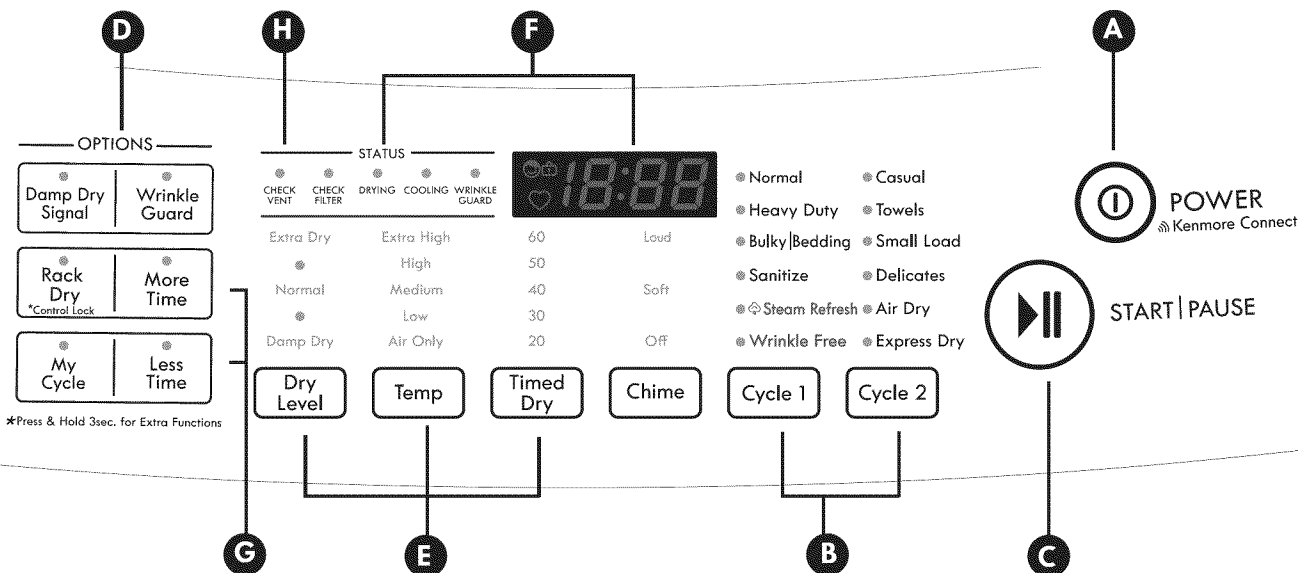 D
H
F
A
OPTIONS
Damp Dry
Signal
Wrinkle
Guard
Rack
Dry
*Control Lock
More
Time
My
Cycle
Less
Time
*Press & Hold 3sec. for Extra Functions
STATUS
CHECK
VENT
CHECK
FILTER
DRYING
COOLING
WRINKLE
GUARD
18:88
Extra Dry
Normal
Damp Dry
Extra High
High
Medium
Low
Air Only
60
50
40
30
20
Loud
Soft
Off
Dry
Level
Temp
Timed
Dry
Chime
Normal
Heavy Duty
Bulky|Bedding
Sanitize
Steam Refresh
Wrinkle Free
Casual
Towels
Small Load
Delicates
Air Dry
Express Dry
Cycle 1
Cycle 2
POWER
Kenmore Connect
START|PAUSE
G
E
B
C